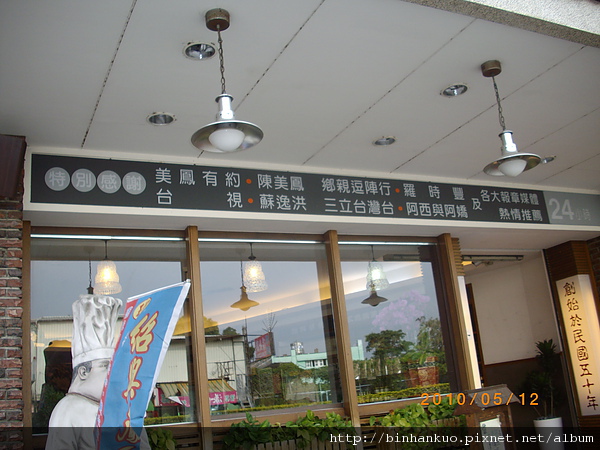 特別感謝
美鳳有約・陳美鳳 鄉親逗陣行・羅時豐 及 各大報章媒體
台視・蘇逸洪 三立台灣台・阿西與阿嬌 熱情推薦
24
創始於民國五十年
2010/05/12
http://binhankuo.pixnet.net/album